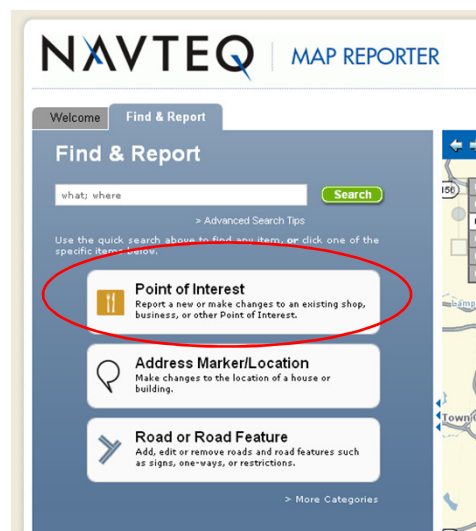 NAVTEQ MAP REPORTER
Welcome Find & Report
Find & Report
what; where Search
> Advanced Search Tips
Use the quick search above to find any item, or click one of the
specific items below.
Point of Interest
Report a new or make changes to an existing shop,
business, or other Point of Interest.
Address Marker/Location
Make changes to the location of a house or
building.
Road or Road Feature
Add, edit or remove roads and road features such
as signs, one-ways, or restrictions.
> More Categories